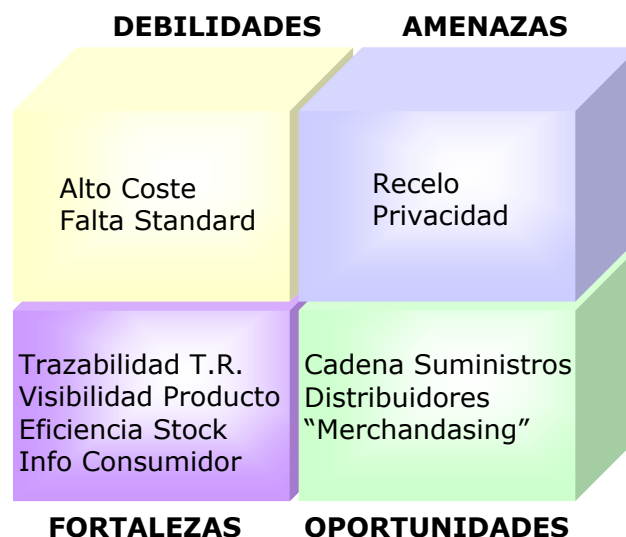 DEBILIDADES
AMENAZAS
Alto Coste
Falta Standard
Recelo
Privacidad
Trazabilidad T.R.
Visibilidad Producto
Eficiencia Stock
Info Consumidor
Cadena Suministros
Distribuidores
“Merchandasing”
FORTALEZAS
OPORTUNIDADES